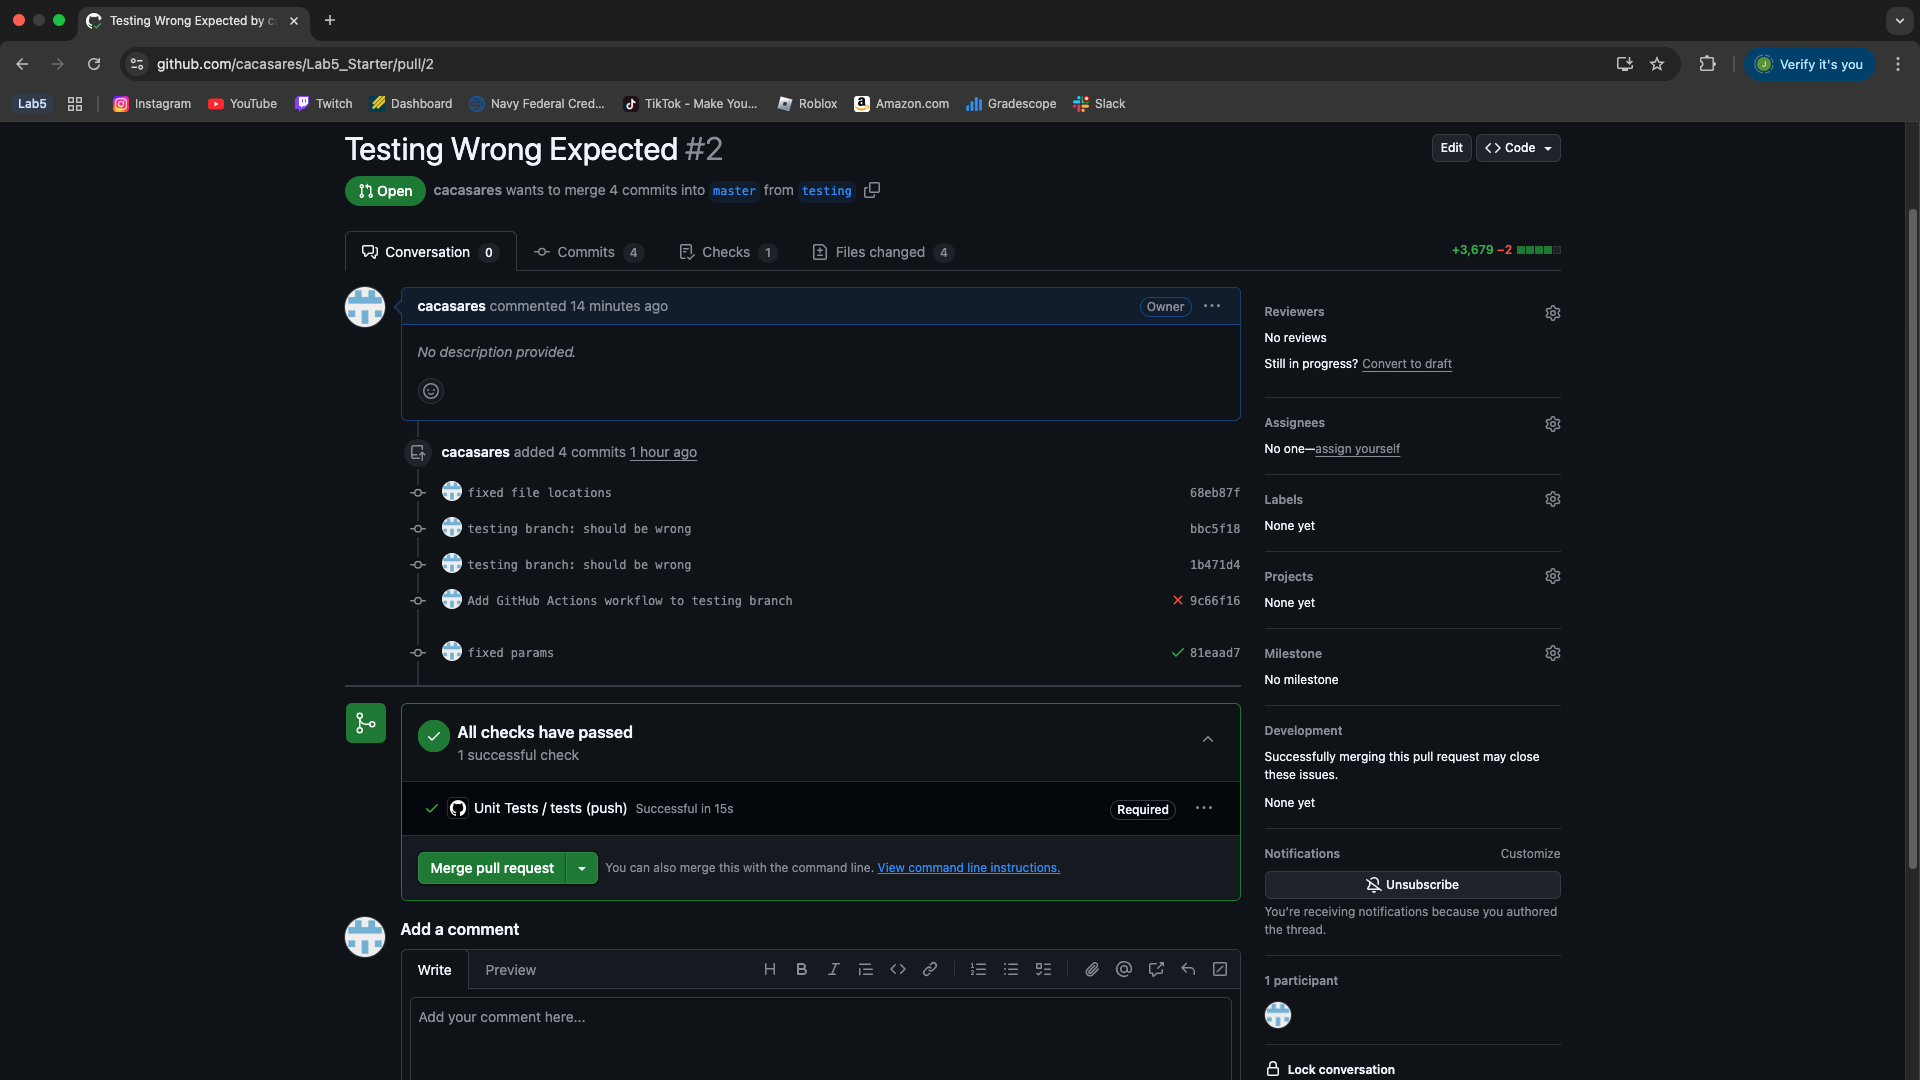 Testing Wrong Expected by c
github.com/cacasares/Lab5_Starter/pull/2
Verify it's you
Lab5
Instagram
YouTube
Twitch
Dashboard
Navy Federal Cred...
TikTok - Make You...
Roblox
Amazon.com
Gradescope
Slack
Testing Wrong Expected #2
Edit
Code
Open
cacasares wants to merge 4 commits into master from testing
Conversation 0
Commits 4
Checks 1
Files changed 4
+3,679 −2
cacasares commented 14 minutes ago
Owner
No description provided.
cacasares added 4 commits 1 hour ago
fixed file locations
68eb87f
testing branch: should be wrong
bbc5f18
testing branch: should be wrong
1b471d4
Add GitHub Actions workflow to testing branch
9c66f16
fixed params
81eaad7
All checks have passed
1 successful check
Unit Tests / tests (push) Successful in 15s
Required
Merge pull request
You can also merge this with the command line. View command line instructions.
Add a comment
Write
Preview
Add your comment here...
Reviewers
No reviews
Still in progress? Convert to draft
Assignees
No one—assign yourself
Labels
None yet
Projects
None yet
Milestone
No milestone
Development
Successfully merging this pull request may close
these issues.
None yet
Notifications
Customize
Unsubscribe
You're receiving notifications because you authored
the thread.
1 participant
Lock conversation